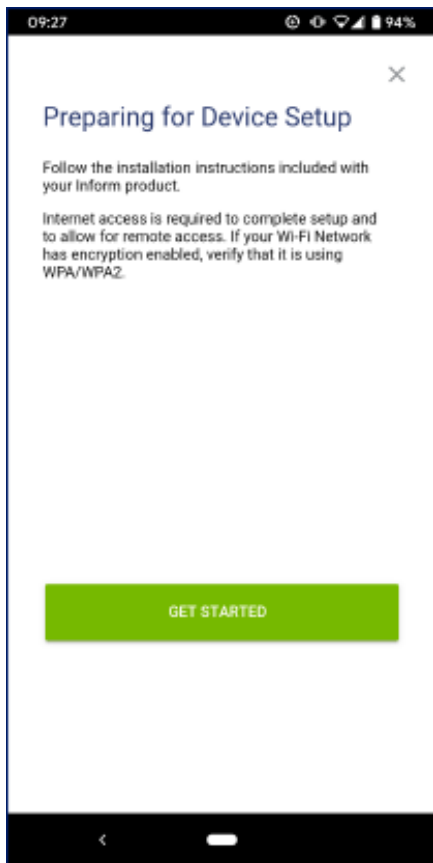 09:27 94%
Preparing for Device Setup
Follow the installation instructions included with
your Inform product.
Internet access is required to complete setup and
to allow for remote access. If your Wi-Fi Network
has encryption enabled, verify that it is using
WPA/WPA2.
GET STARTED